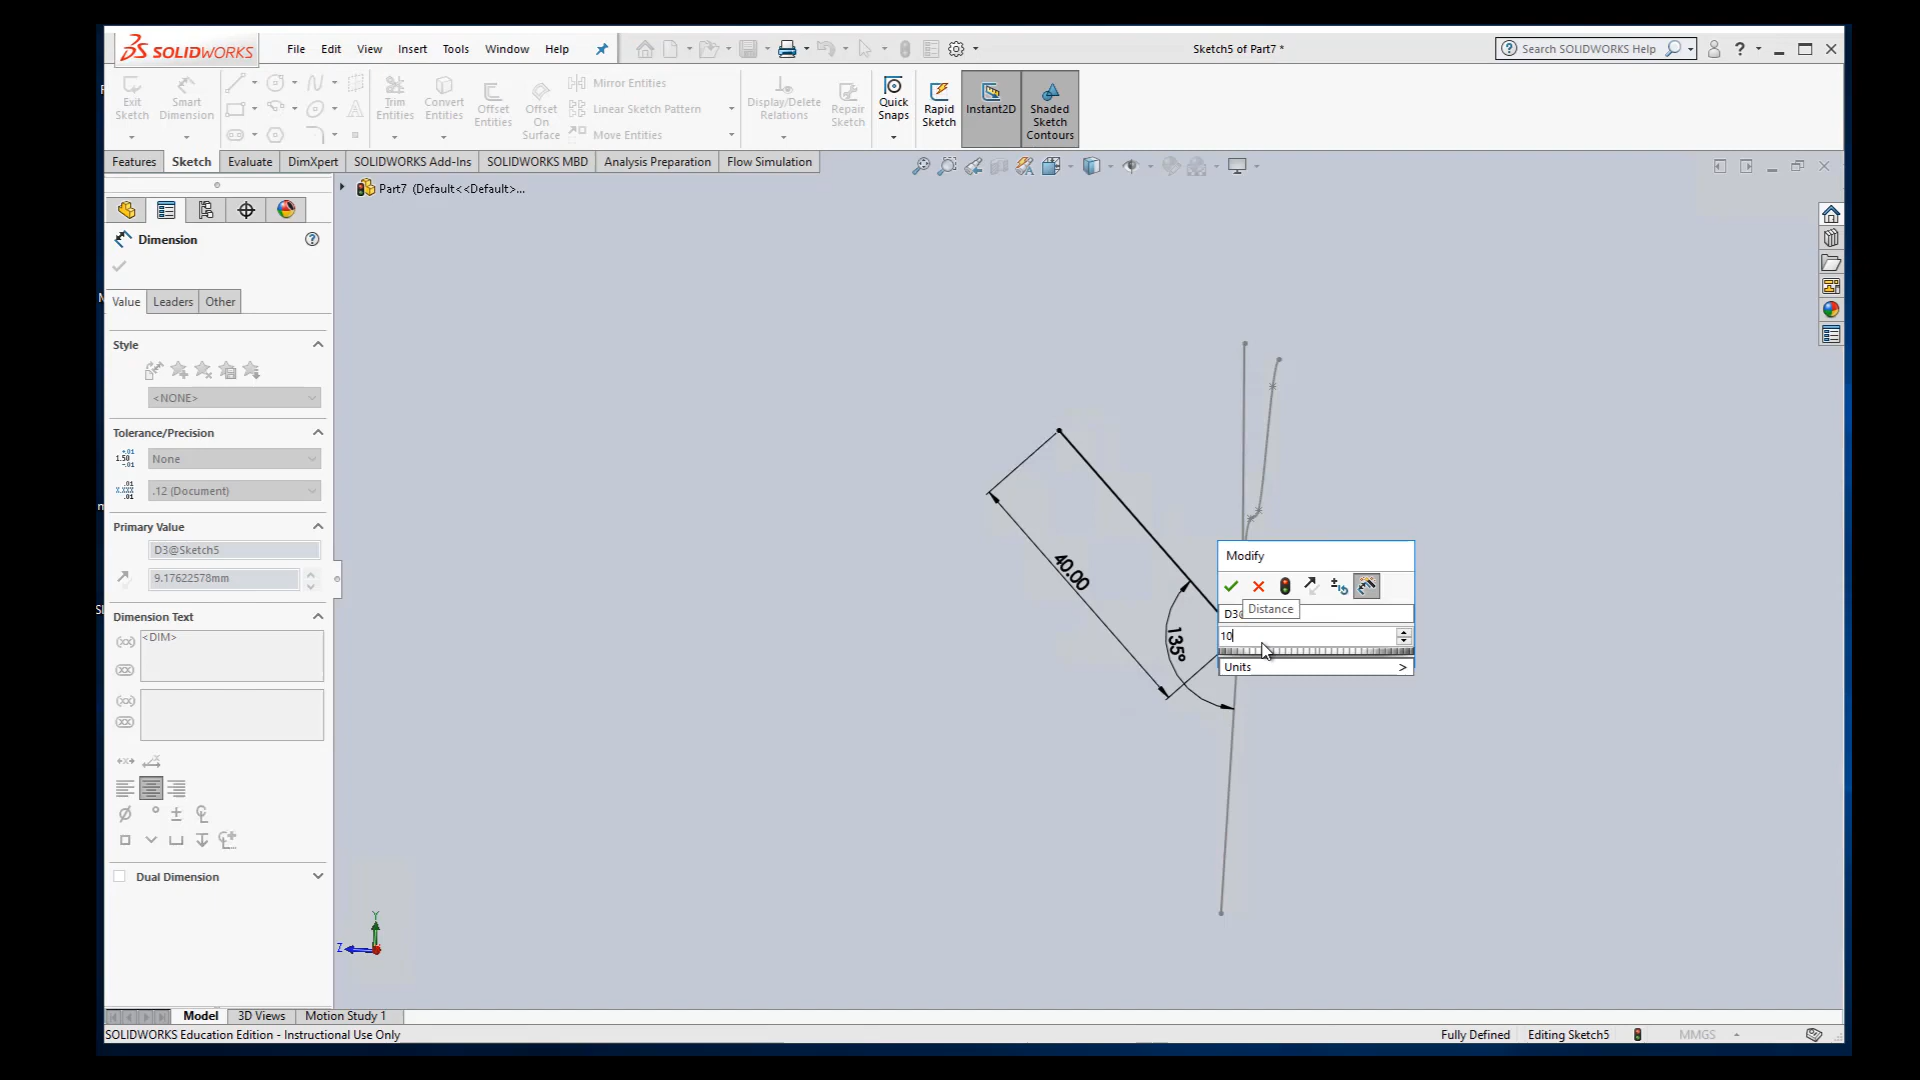 SOLIDWORKS
File Edit View Insert Tools Window Help
Sketch5 of Part7 *
Search SOLIDWORKS Help
Exit Sketch
Smart Dimension
Trim Entities
Convert Entities
Offset Entities
Offset On Surface
Mirror Entities
Linear Sketch Pattern
Move Entities
Display/Delete Relations
Repair Sketch
Quick Snaps
Rapid Sketch
Instant2D
Shaded Sketch Contours
Features Sketch Evaluate DimXpert SOLIDWORKS Add-Ins SOLIDWORKS MBD Analysis Preparation Flow Simulation
Part7 (Default<<Default>...
Dimension
Value Leaders Other
Style
<NONE>
Tolerance/Precision
None
.12 (Document)
Primary Value
D3@Sketch5
9.17622578mm
Dimension Text
<DIM>
Dual Dimension
40.00
135°
Modify
Distance
10
Units >
Y
Z
Model 3D Views Motion Study 1
SOLIDWORKS Education Edition - Instructional Use Only
Fully Defined Editing Sketch5 MMGS